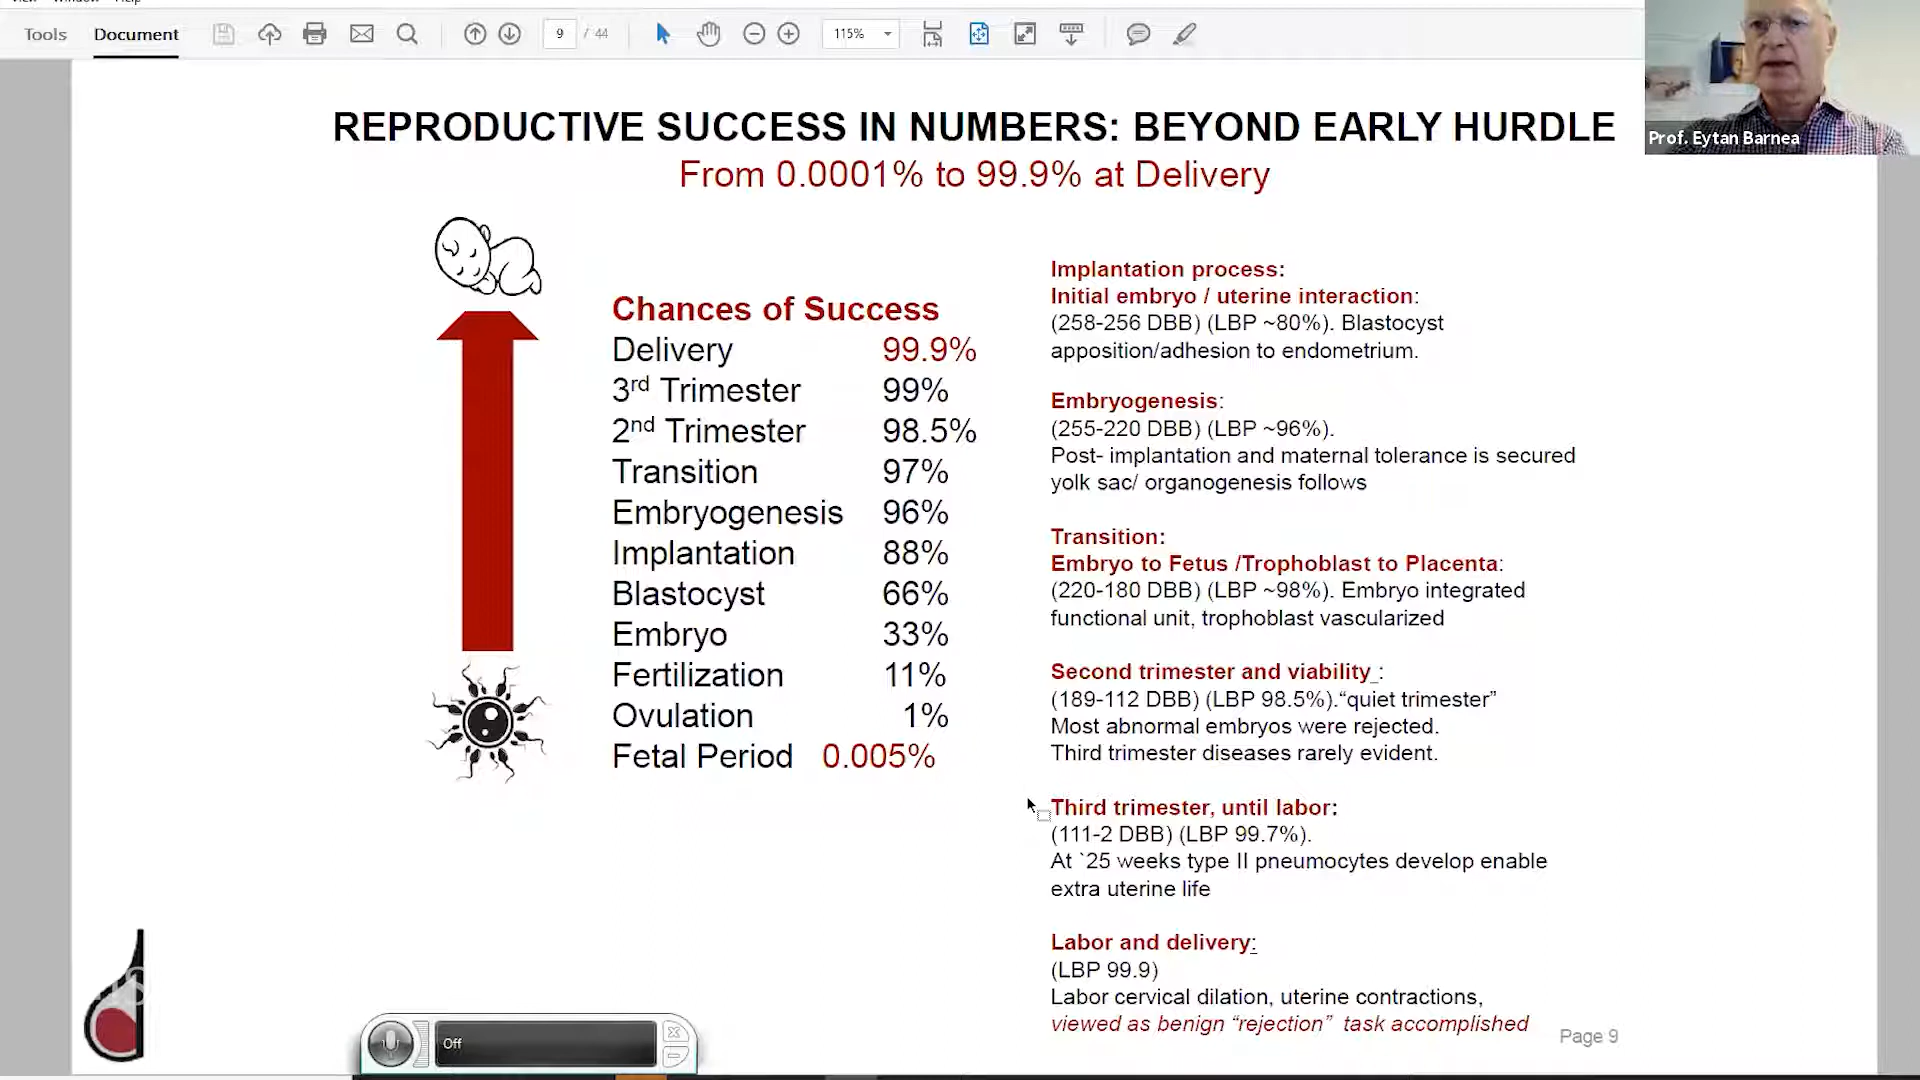 Tools
Document
9 / 44
115%
Prof. Eytan Barnea
REPRODUCTIVE SUCCESS IN NUMBERS: BEYOND EARLY HURDLE
From 0.0001% to 99.9% at Delivery
Chances of Success
Delivery 99.9%
3rd Trimester 99%
2nd Trimester 98.5%
Transition 97%
Embryogenesis 96%
Implantation 88%
Blastocyst 66%
Embryo 33%
Fertilization 11%
Ovulation 1%
Fetal Period 0.005%
Implantation process:
Initial embryo / uterine interaction:
(258-256 DBB) (LBP ~80%). Blastocyst
apposition/adhesion to endometrium.
Embryogenesis:
(255-220 DBB) (LBP ~96%).
Post- implantation and maternal tolerance is secured
yolk sac/ organogenesis follows
Transition:
Embryo to Fetus /Trophoblast to Placenta:
(220-180 DBB) (LBP ~98%). Embryo integrated
functional unit, trophoblast vascularized
Second trimester and viability :
(189-112 DBB) (LBP 98.5%).“quiet trimester”
Most abnormal embryos were rejected.
Third trimester diseases rarely evident.
Third trimester, until labor:
(111-2 DBB) (LBP 99.7%).
At `25 weeks type II pneumocytes develop enable
extra uterine life
Labor and delivery:
(LBP 99.9)
Labor cervical dilation, uterine contractions,
viewed as benign “rejection” task accomplished
Page 9
Off